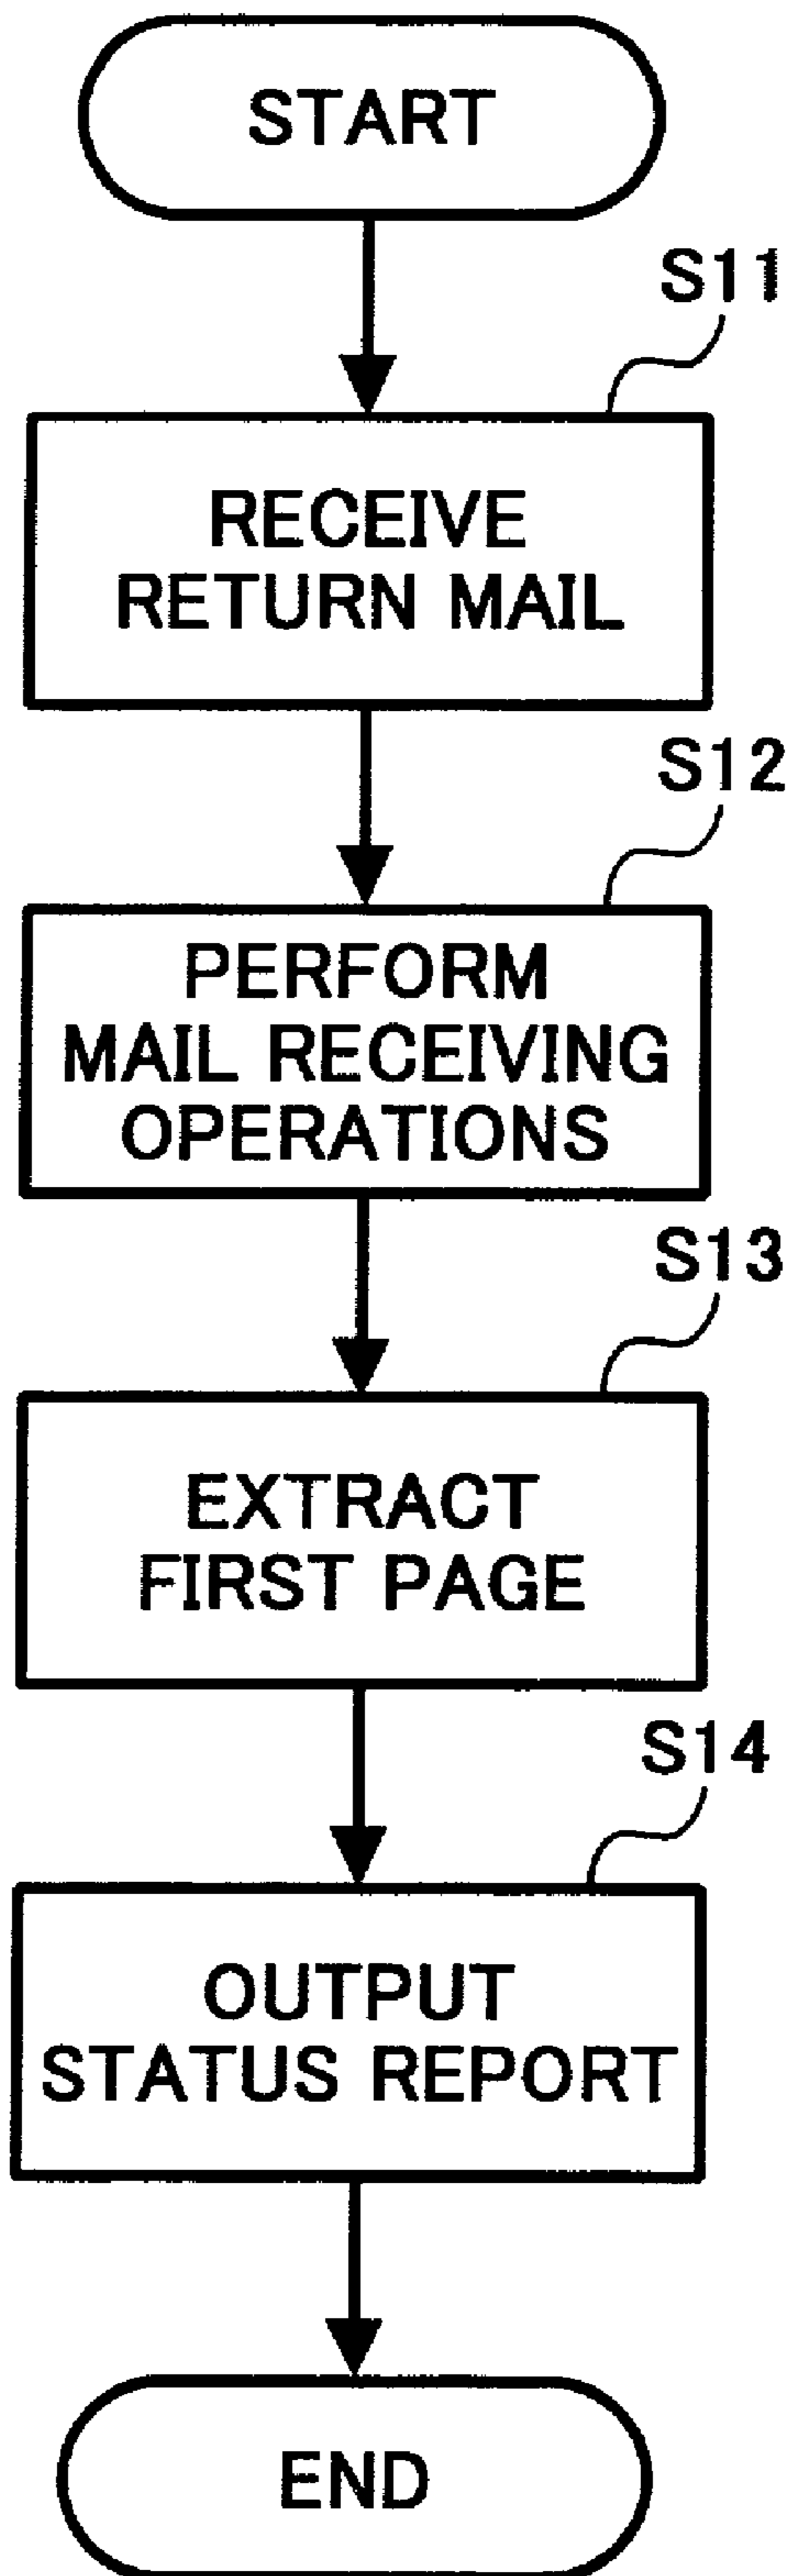 START
S11
RECEIVE
RETURN MAIL
S12
PERFORM
MAIL RECEIVING
OPERATIONS
S13
EXTRACT
FIRST PAGE
S14
OUTPUT
STATUS REPORT
END